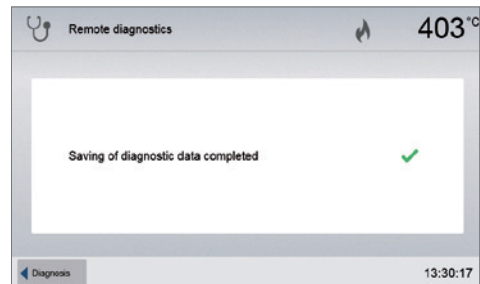 Remote diagnostics
403°C
Saving of diagnostic data completed
Diagnosis
13:30:17